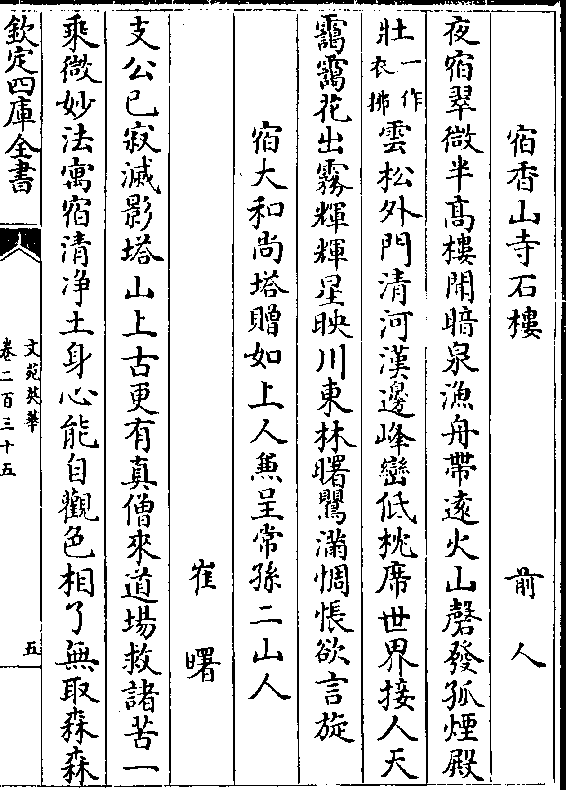 宿香山寺石樓　前人
夜宿翠微半髙樓聞暗泉漁舟帶逺火山磬發孤煙殿
壯一作衣拂雲松外門清河漢邊峰巒低枕席世界接人天
靄靄花出霧輝輝星映川東林曙鸎滿惆悵欲言旋
宿大和尚塔贈如上人兼呈常孫二山人
崔曙
支公已寂滅影塔山上古更有真僧來道場救諸苦一
乘微妙法寓宿清净土身心能自觀色相了無取森森
欽定四庫全書
文苑英華
卷二百三十五
五